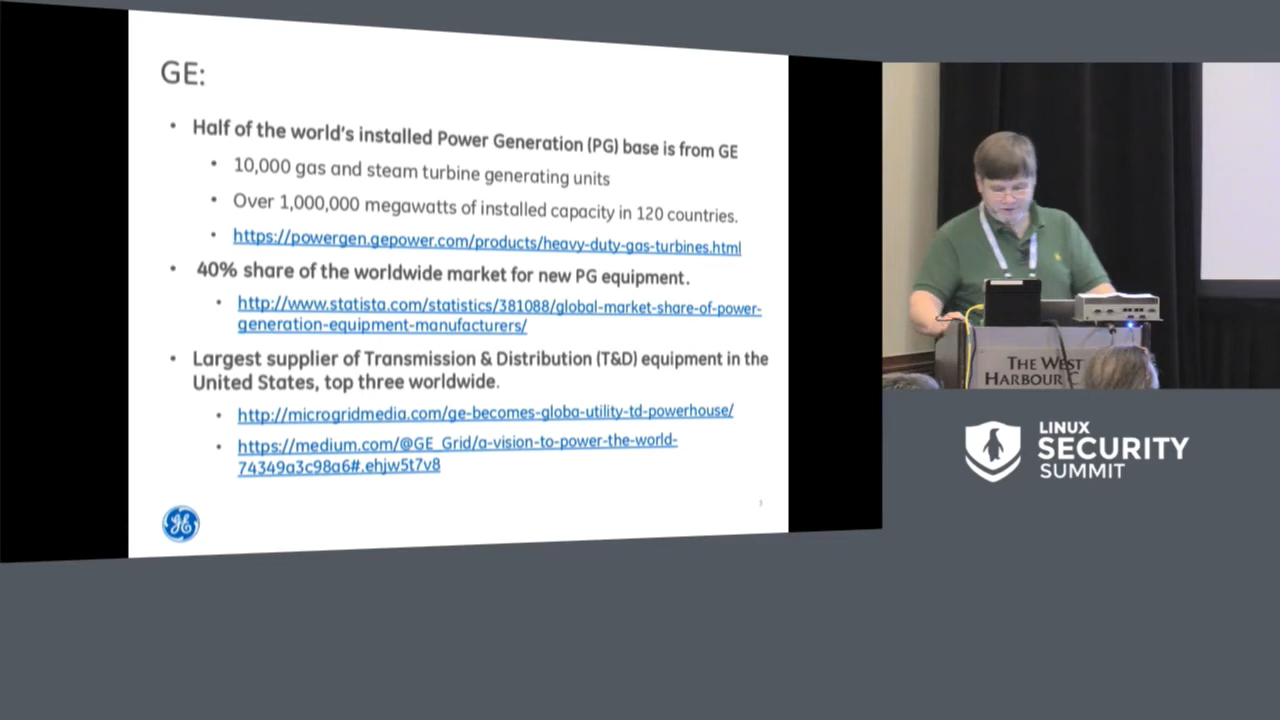 GE:
• Half of the world's installed Power Generation (PG) base is from GE
• 10,000 gas and steam turbine generating units
• Over 1,000,000 megawatts of installed capacity in 120 countries.
• https://powergen.gepower.com/products/heavy-duty-gas-turbines.html
• 40% share of the worldwide market for new PG equipment.
• http://www.statista.com/statistics/381088/global-market-share-of-power-
generation-equipment-manufacturers/
• Largest supplier of Transmission & Distribution (T&D) equipment in the
United States, top three worldwide.
• http://microgridmedia.com/ge-becomes-globa-utility-td-powerhouse/
• https://medium.com/@GE_Grid/a-vision-to-power-the-world-
74349a3c98a6#.ehjw5t7v8
GE
THE WEST
HARBOUR C
LINUX
SECURITY
SUMMIT